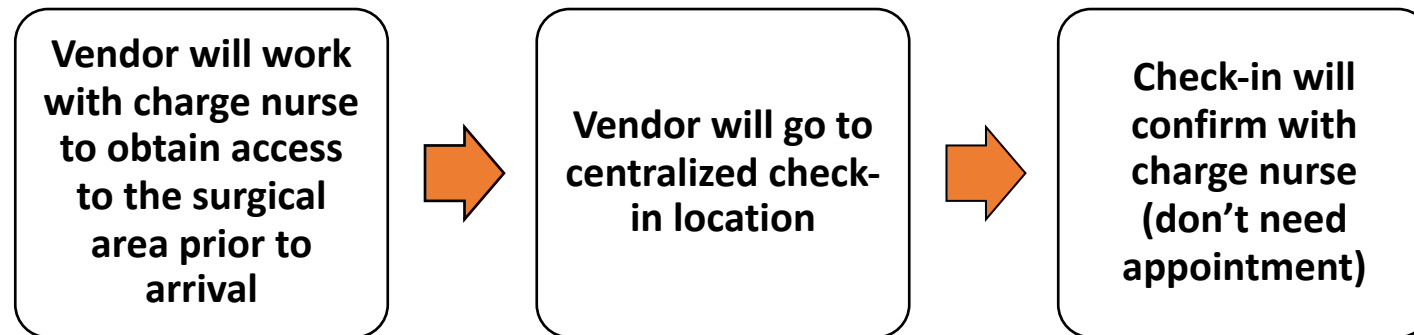 Vendor will work
with charge nurse
to obtain access
to the surgical
area prior to
arrival
Vendor will go to
centralized check-
in location
Check-in will
confirm with
charge nurse
(don’t need
appointment)